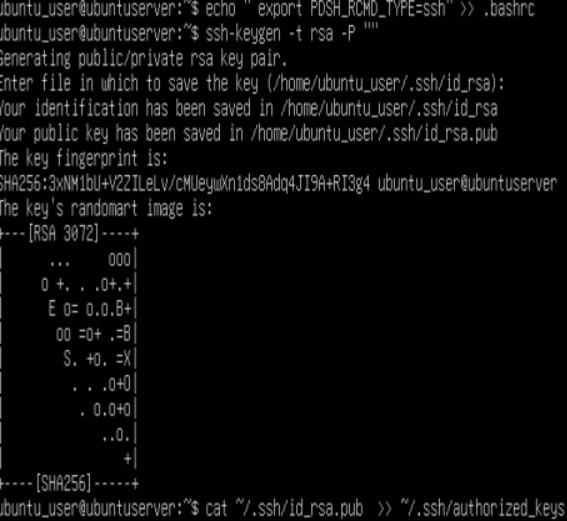 ubuntu_user@ubuntuserver:~$ echo " export PDSH_RCMD_TYPE=ssh" >> .bashrc
ubuntu_user@ubuntuserver:~$ ssh-keygen -t rsa -P ""
Generating public/private rsa key pair.
Enter file in which to save the key (/home/ubuntu_user/.ssh/id_rsa):
Your identification has been saved in /home/ubuntu_user/.ssh/id_rsa
Your public key has been saved in /home/ubuntu_user/.ssh/id_rsa.pub
The key fingerprint is:
SHA256:3xNM1bU+V2ZILeLv/cMUeywXn1ds8Adq4JI9A+RI3g4 ubuntu_user@ubuntuserver
The key's randomart image is:
+---[RSA 3072]----+
|     ...     ooo|
|    o +. . .o+.+|
|     E o= o.o.B+|
|      oo =o+ .=B|
|       S. +o. =X|
|        . . .o+O|
|         . o.o+o|
|            ..o.|
|               +|
+----[SHA256]-----+
ubuntu_user@ubuntuserver:~$ cat ~/.ssh/id_rsa.pub  >> ~/.ssh/authorized_keys